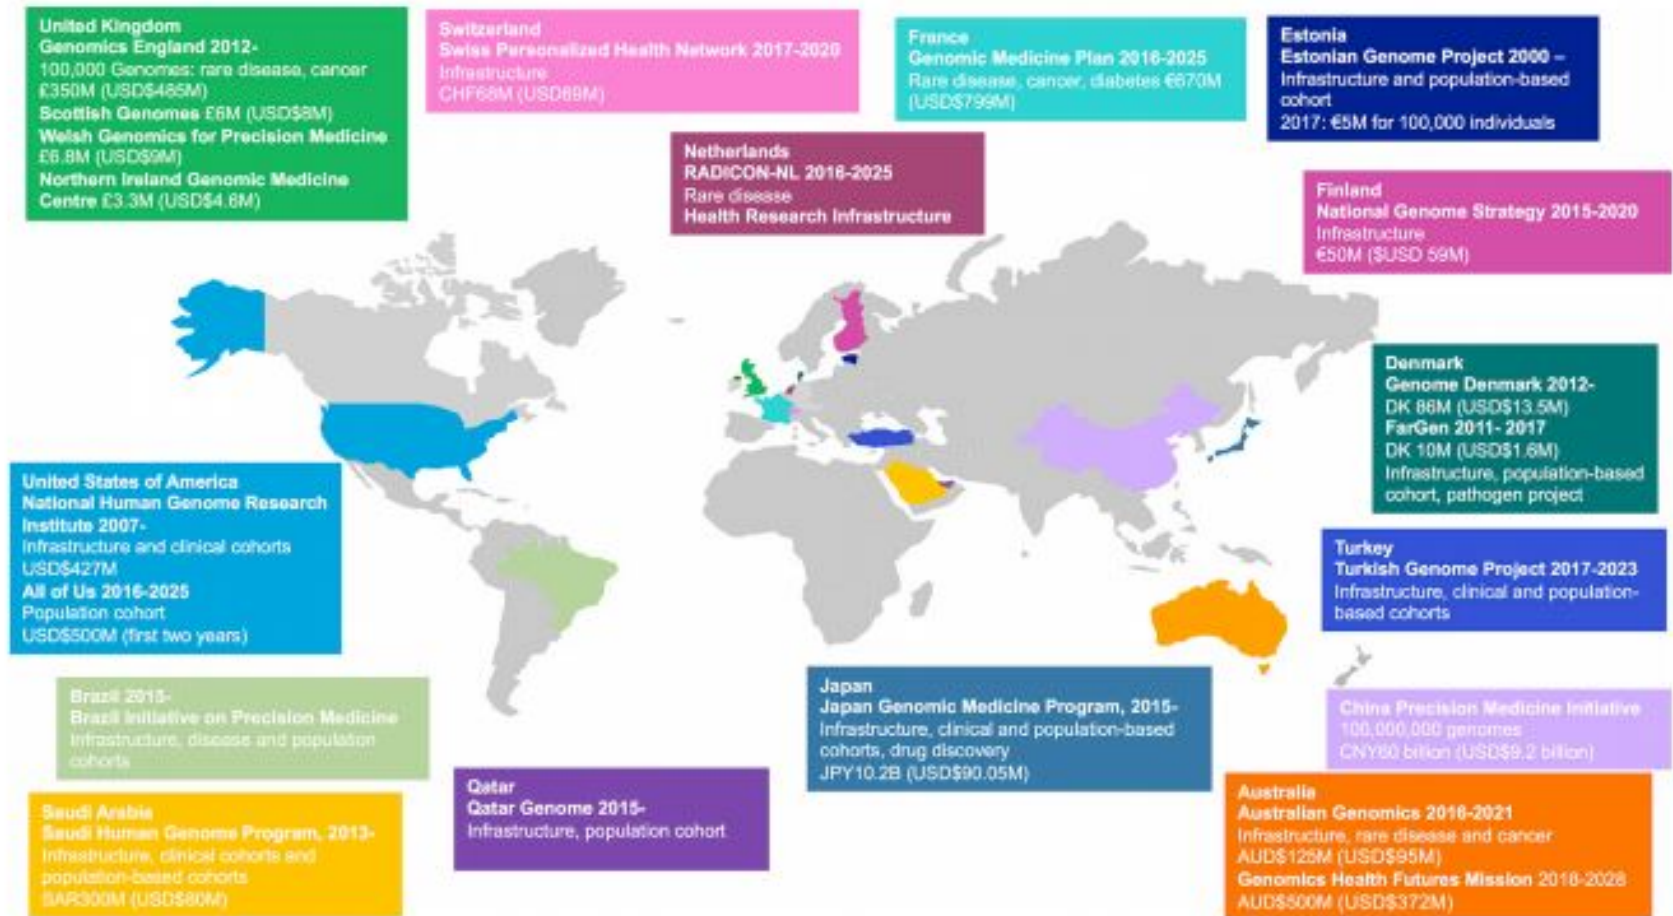 United Kingdom
Genomics England 2012-
100,000 Genomes: rare disease, cancer
£350M (USD$485M)
Scottish Genomes £6M (USD$8M)
Welsh Genomics for Precision Medicine
£6.8M (USD$9M)
Northern Ireland Genomic Medicine
Centre £3.3M (USD$4.6M)
Switzerland
Swiss Personalized Health Network 2017-2020
Infrastructure
CHF68M (USD69M)
France
Genomic Medicine Plan 2016-2025
Rare disease, cancer, diabetes €670M
(USD$799M)
Estonia
Estonian Genome Project 2000 –
Infrastructure and population-based
cohort
2017: €5M for 100,000 individuals
Netherlands
RADICON-NL 2016-2025
Rare disease
Health Research Infrastructure
Finland
National Genome Strategy 2015-2020
Infrastructure
€50M ($USD 59M)
Denmark
Genome Denmark 2012-
DK 86M (USD$13.5M)
FarGen 2011- 2017
DK 10M (USD$1.6M)
Infrastructure, population-based
cohort, pathogen project
United States of America
National Human Genome Research
Institute 2007-
Infrastructure and clinical cohorts
USD$427M
All of Us 2016-2025
Population cohort
USD$500M (first two years)
Turkey
Turkish Genome Project 2017-2023
Infrastructure, clinical and population-
based cohorts
Brazil 2015-
Brazil Initiative on Precision Medicine
Infrastructure, disease and population
cohorts
Japan
Japan Genomic Medicine Program, 2015-
Infrastructure, clinical and population-based
cohorts, drug discovery
JPY10.2B (USD$90.05M)
China Precision Medicine Initiative
100,000,000 genomes
CNY60 billion (USD$9.2 billion)
Saudi Arabia
Saudi Human Genome Program, 2013-
Infrastructure, clinical cohorts and
population-based cohorts
SAR300M (USD$80M)
Qatar
Qatar Genome 2015-
Infrastructure, population cohort
Australia
Australian Genomics 2016-2021
Infrastructure, rare disease and cancer
AUD$125M (USD$95M)
Genomics Health Futures Mission 2018-2028
AUD$500M (USD$372M)